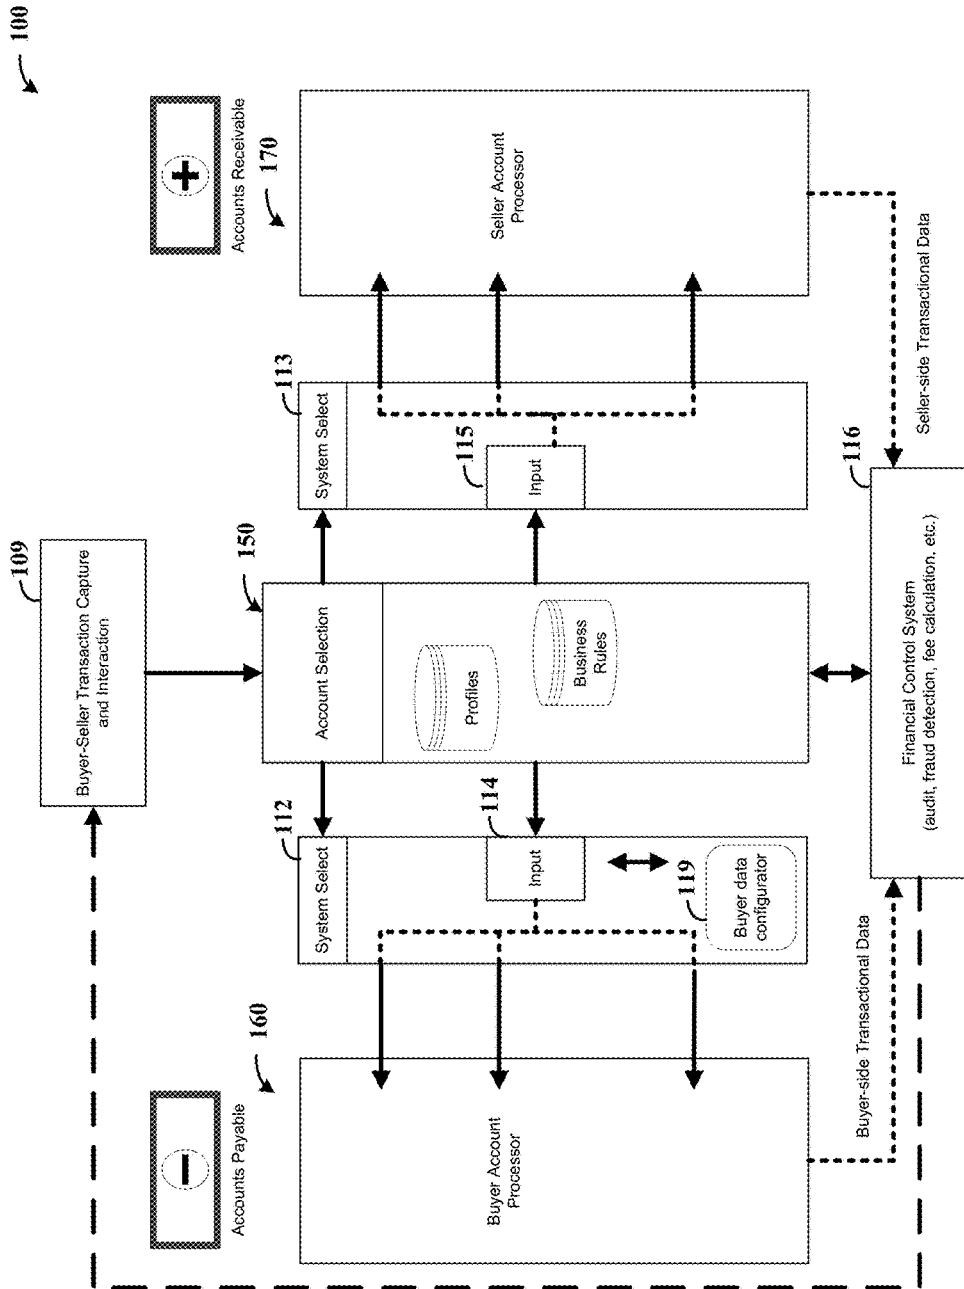 100
109
Buyer-Seller Transaction Capture
and Interaction
Accounts Payable
160
Buyer Account
Processor
112
System Select
114
Input
119
Buyer data
configurator
150
Account Selection
Profiles
Business
Rules
113
System Select
115
Input
Accounts Receivable
170
Seller Account
Processor
Buyer-side Transactional Data
Seller-side Transactional Data
116
Financial Control System
(audit, fraud detection, fee calculation, etc.)